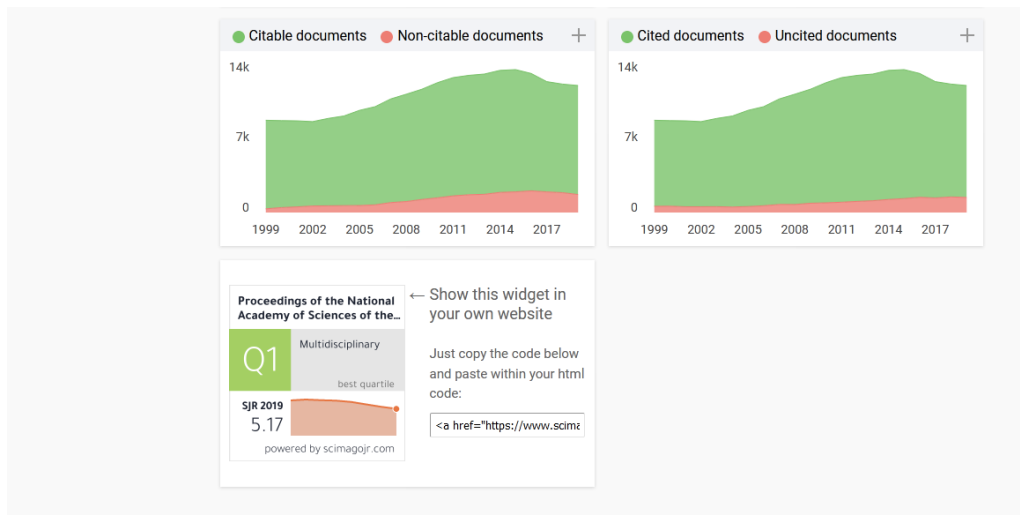 Citable documents Non-citable documents
14k
7k
0
1999 2002 2005 2008 2011 2014 2017
Cited documents Uncited documents
14k
7k
0
1999 2002 2005 2008 2011 2014 2017
Proceedings of the National
Academy of Sciences of the...
Q1
Multidisciplinary
best quartile
SJR 2019
5.17
powered by scimagojr.com
← Show this widget in
your own website
Just copy the code below
and paste within your html
code:
<a href="https://www.scima